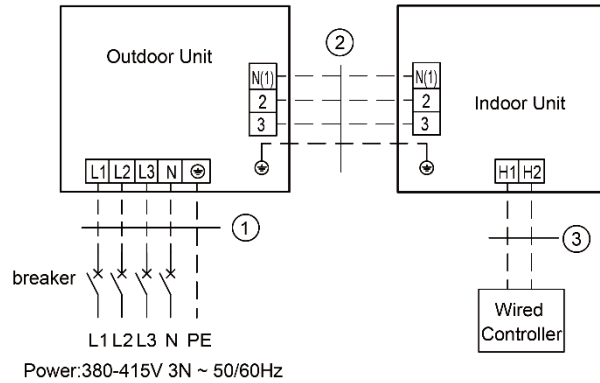 Outdoor Unit
2
Indoor Unit
N(1)
2
3
N(1)
2
3
L1 L2 L3 N
H1 H2
1
3
breaker
Wired
Controller
L1 L2 L3 N PE
Power:380-415V 3N ~ 50/60Hz